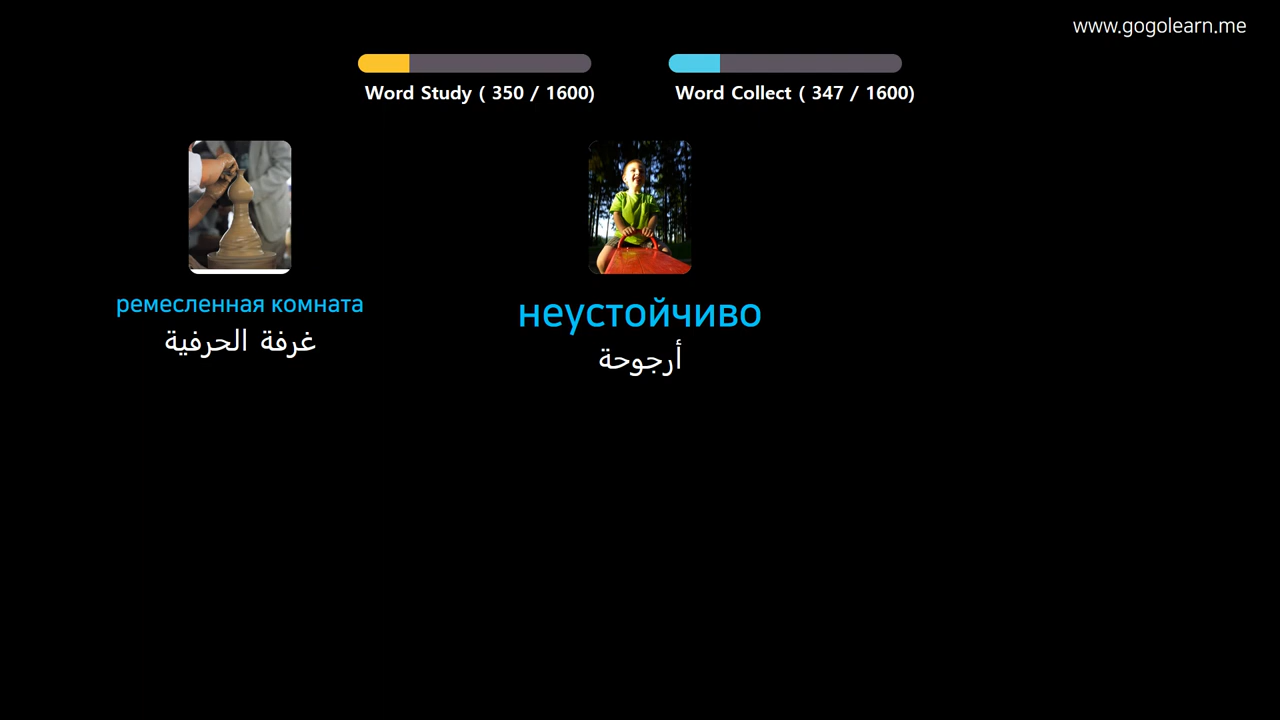 www.gogolearn.me
Word Study ( 350 / 1600)
Word Collect ( 347 / 1600)
ремесленная комната
غرفة الحرفية
неустойчиво
أرجوحة